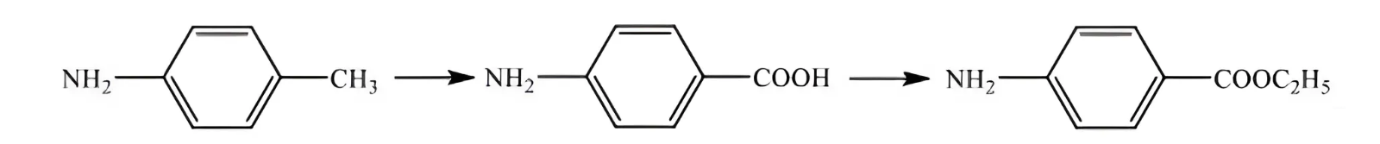 NH₂ CH₃ NH₂ COOH NH₂ COOC₂H₅